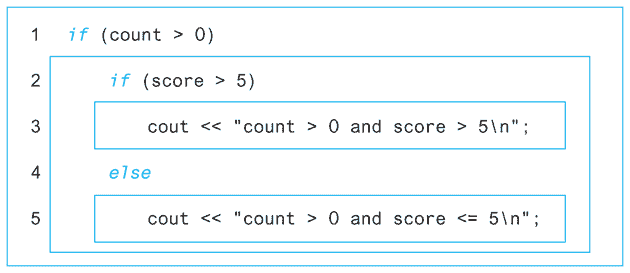 1 if (count > 0)
2 if (score > 5)
3 cout << "count > 0 and score > 5\n";
4 else
5 cout << "count > 0 and score <= 5\n";